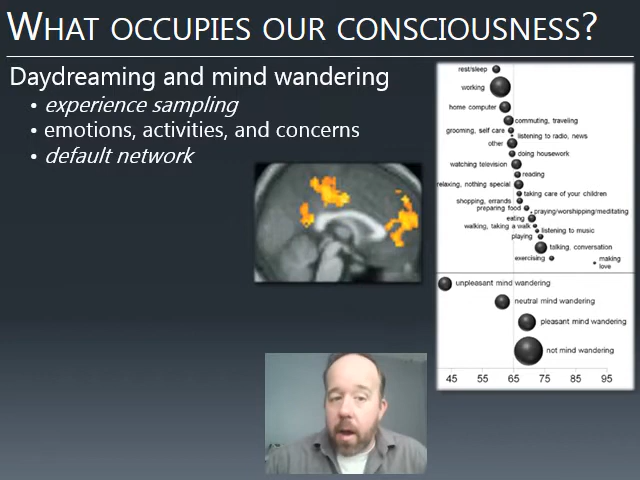 WHAT OCCUPIES OUR CONSCIOUSNESS?
Daydreaming and mind wandering
• experience sampling
• emotions, activities, and concerns
• default network
rest/sleep
working
home computer
commuting, traveling
grooming, self care
listening to radio, news
other
doing housework
watching television
reading
relaxing, nothing special
taking care of your children
shopping, errands
preparing food
praying/worshipping/meditating
eating
walking, taking a walk
listening to music
playing
talking, conversation
exercising
making
love
unpleasant mind wandering
neutral mind wandering
pleasant mind wandering
not mind wandering
45 55 65 75 85 95